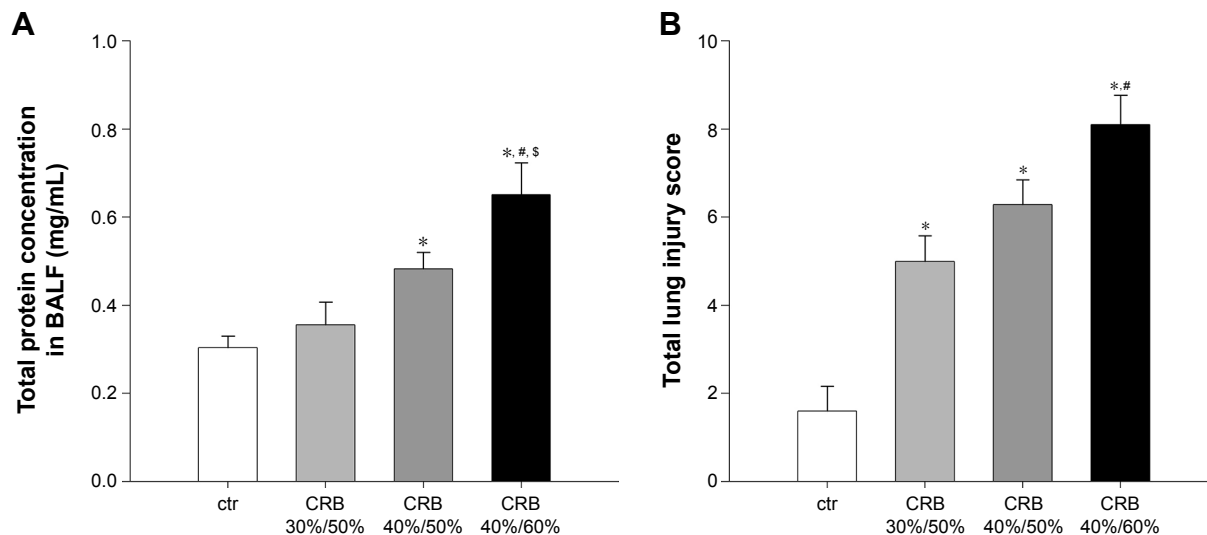 A
Total protein concentration
in BALF (mg/mL)
1.0
0.8
0.6
0.4
0.2
0.0
*
*, #, $
ctr
CRB
30%/50%
CRB
40%/50%
CRB
40%/60%
B
Total lung injury score
10
8
6
4
2
0
*
*
*,#
ctr
CRB
30%/50%
CRB
40%/50%
CRB
40%/60%